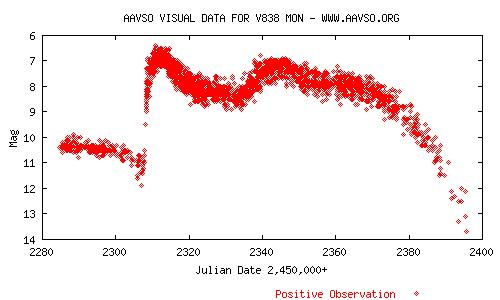 AAVSO VISUAL DATA FOR V838 MON - WWW.AAVSO.ORG
6
7
8
9
10
11
12
13
14
Mag
2280 2300 2320 2340 2360 2380 2400
Julian Date 2,450,000+
Positive Observation